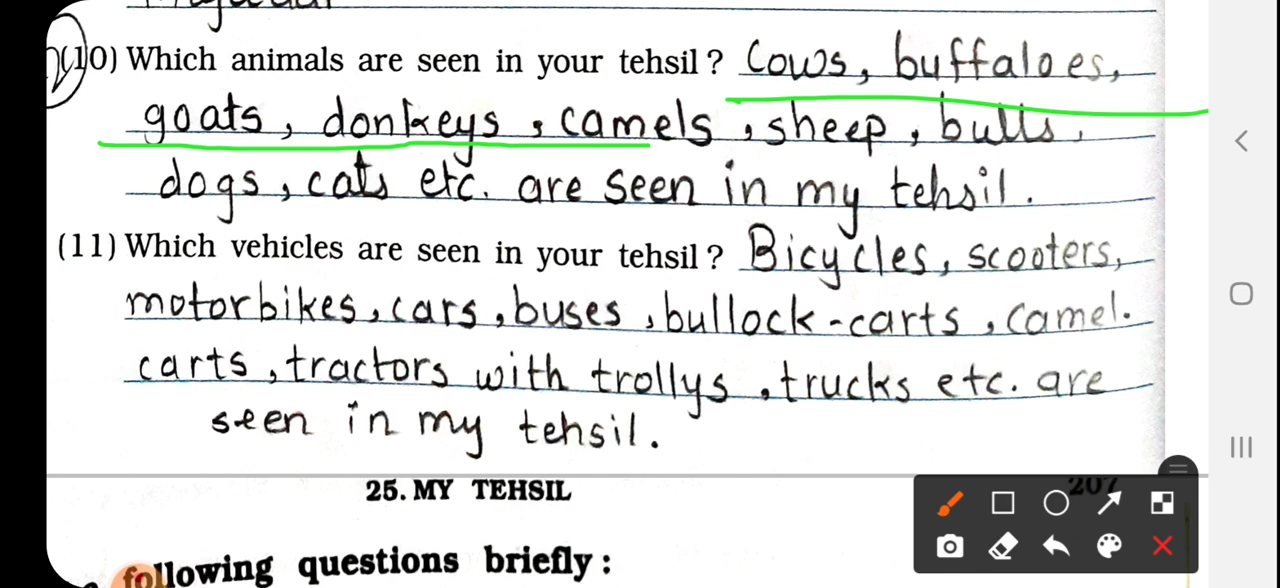 (10) Which animals are seen in your tehsil ? Cows, buffaloes,
goats, donkeys, camels, sheep, bulls,
dogs, cats etc. are seen in my tehsil.
(11) Which vehicles are seen in your tehsil ? Bicycles, scooters,
motorbikes, cars, buses, bullock-carts, camel-
carts, tractors with trollys, trucks etc. are
seen in my tehsil.
25. MY TEHSIL
207
following questions briefly :